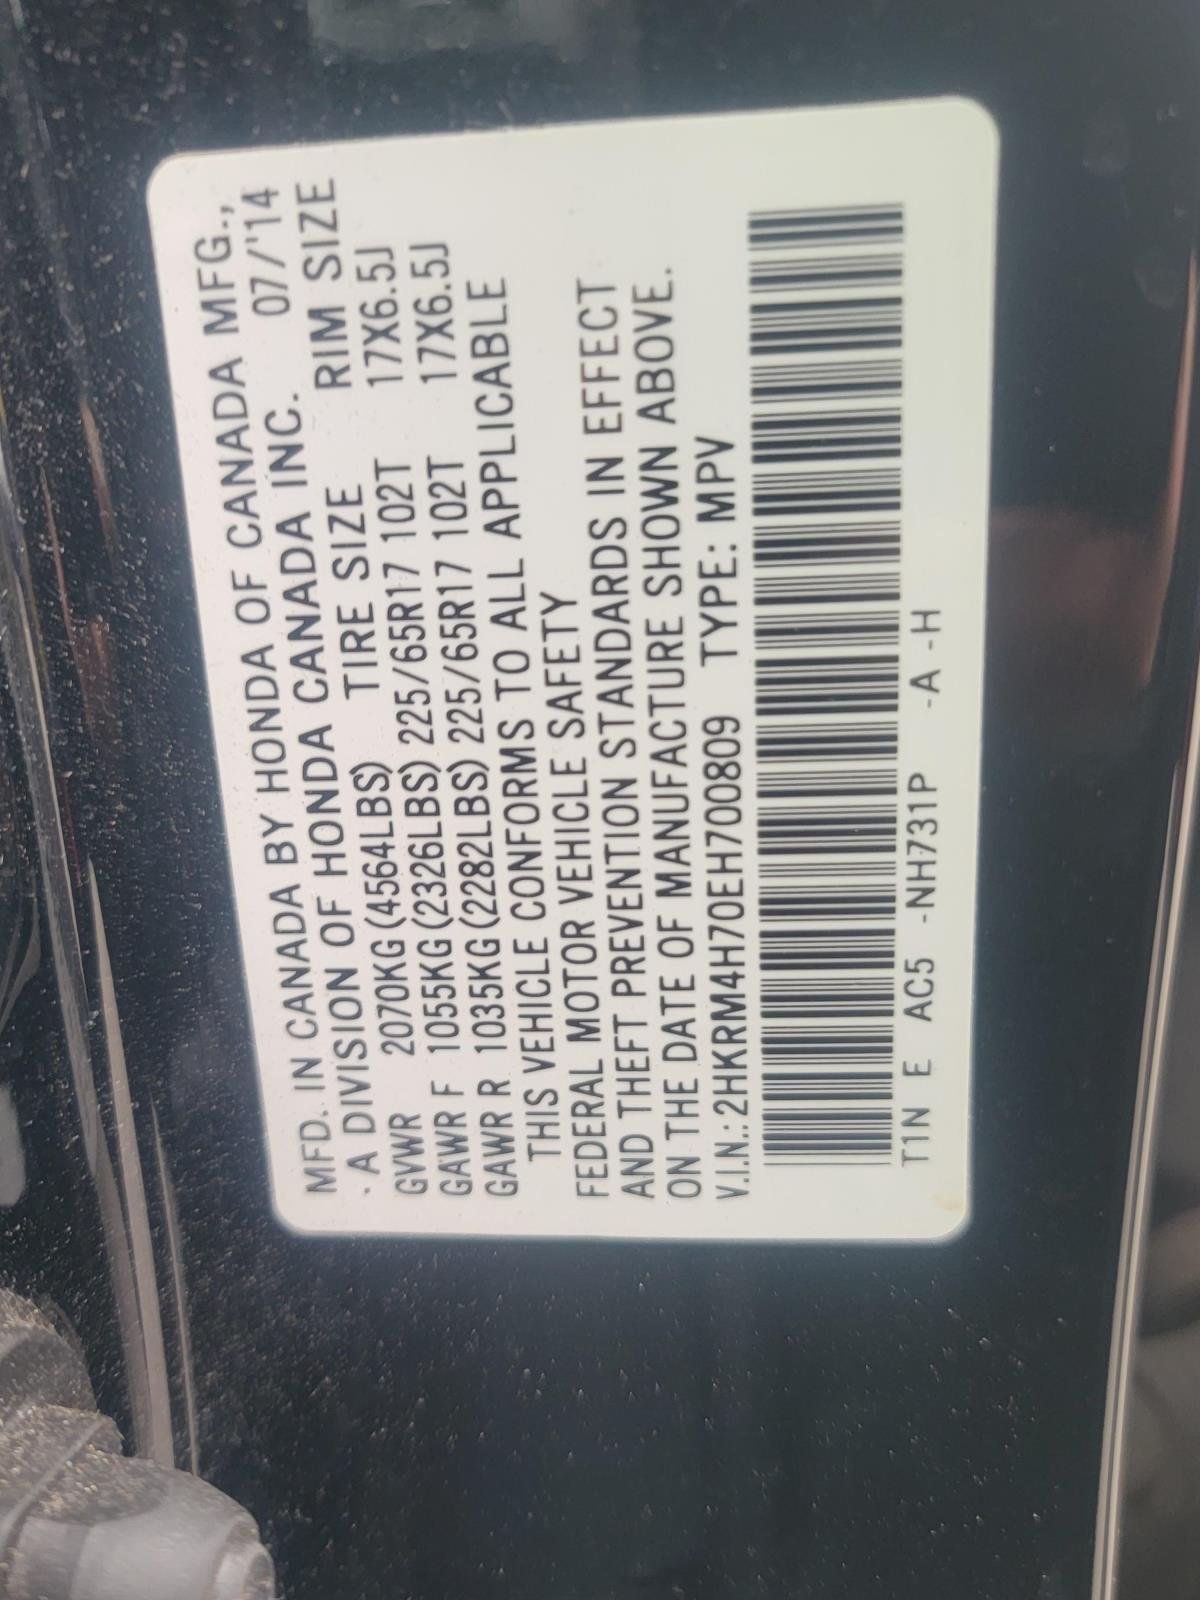 MFD. IN CANADA BY HONDA OF CANADA MFG.,
· A DIVISION OF HONDA CANADA INC. 07/'14
GVWR 2070KG (4564LBS) TIRE SIZE RIM SIZE
GAWR F 1055KG (2326LBS) 225/65R17 102T 17X6.5J
GAWR R 1035KG (2282LBS) 225/65R17 102T 17X6.5J
THIS VEHICLE CONFORMS TO ALL APPLICABLE
FEDERAL MOTOR VEHICLE SAFETY
AND THEFT PREVENTION STANDARDS IN EFFECT
ON THE DATE OF MANUFACTURE SHOWN ABOVE.
V.I.N.: 2HKRM4H70EH700809 TYPE: MPV
T1N E AC5 -NH731P -A -H